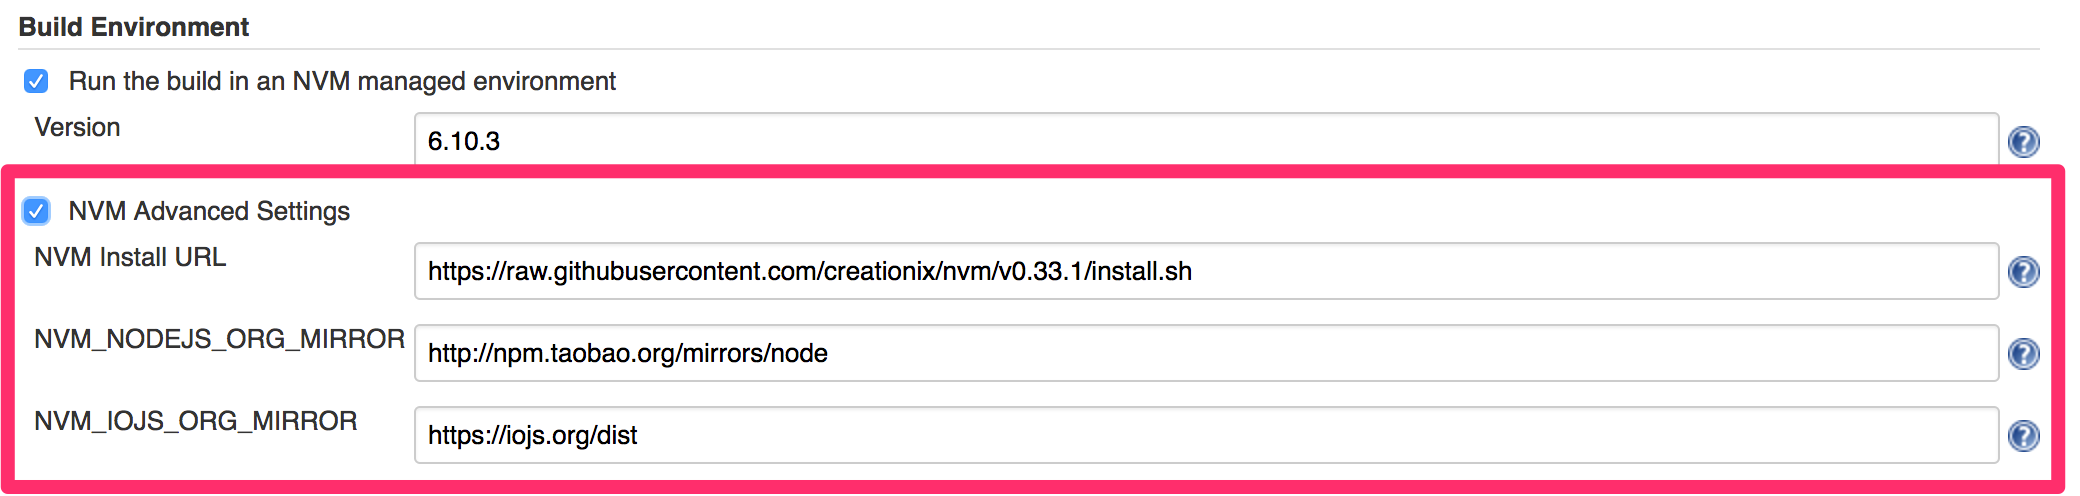 Build Environment
Run the build in an NVM managed environment
Version
6.10.3
NVM Advanced Settings
NVM Install URL
https://raw.githubusercontent.com/creationix/nvm/v0.33.1/install.sh
NVM_NODEJS_ORG_MIRROR
http://npm.taobao.org/mirrors/node
NVM_IOJS_ORG_MIRROR
https://iojs.org/dist